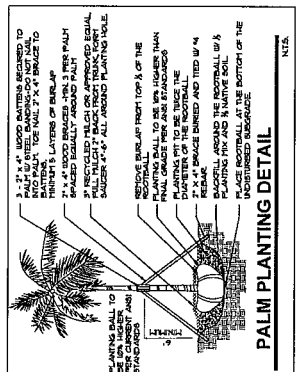 3 - 2" x 4" WOOD BATTENS SECURED TO
PALM W/ STEEL BANDING-DO NOT NAIL
INTO PALM. TOE NAIL 2" x 4" BRACE TO
BATTENS.
MINIMUM 5 LAYERS OF BURLAP
2" x 4" WOOD BRACES -MIN. 3 PER PALM
SPACED EQUALLY AROUND PALM
3" RECYCLED MULCH OR APPROVED EQUAL.
PULL MULCH 2" BACK FROM TRUNK, FORM
SAUCER 4"-6" ALL AROUND PLANTING HOLE.
REMOVE BURLAP FROM TOP ⅓ OF THE
ROOTBALL
PLANTING BALL TO BE 10% HIGHER THAN
FINAL GRADE PER ANSI STANDARDS
PLANTING PIT TO BE TWICE THE
DIAMETER OF THE ROOTBALL
2" x 4" BRACE BURIED AND TIED W/ #4
REBAR.
BACKFILL AROUND THE ROOTBALL W/ ⅓
PLANTING MIX AND ⅔ NATIVE SOIL
PLACE ROOTBALL AT THE BOTTOM OF THE
UNDISTURBED SUBGRADE.
6'
MINIMUM
PLANTING BALL TO
BE 10% HIGHER
PER CURRENT ANSI
STANDARDS
PALM PLANTING DETAIL
N.T.S.